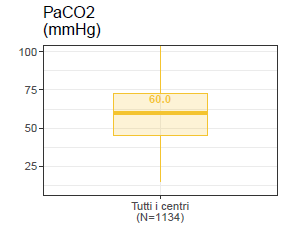 PaCO2
(mmHg)
100
75
60.0
50
25
Tutti i centri
(N=1134)